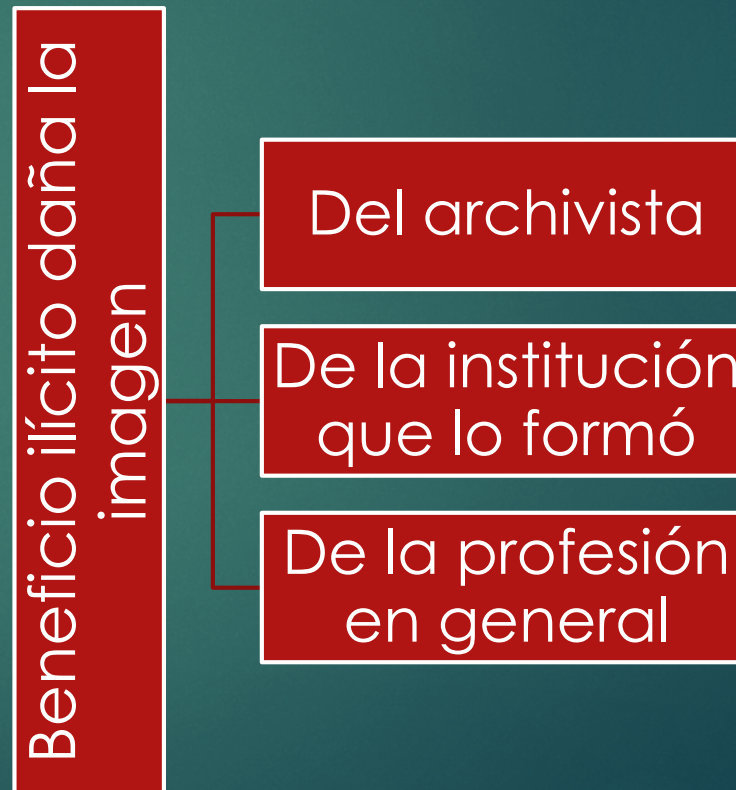 Beneficio ilícito daña la
imagen
Del archivista
De la institución
que lo formó
De la profesión
en general